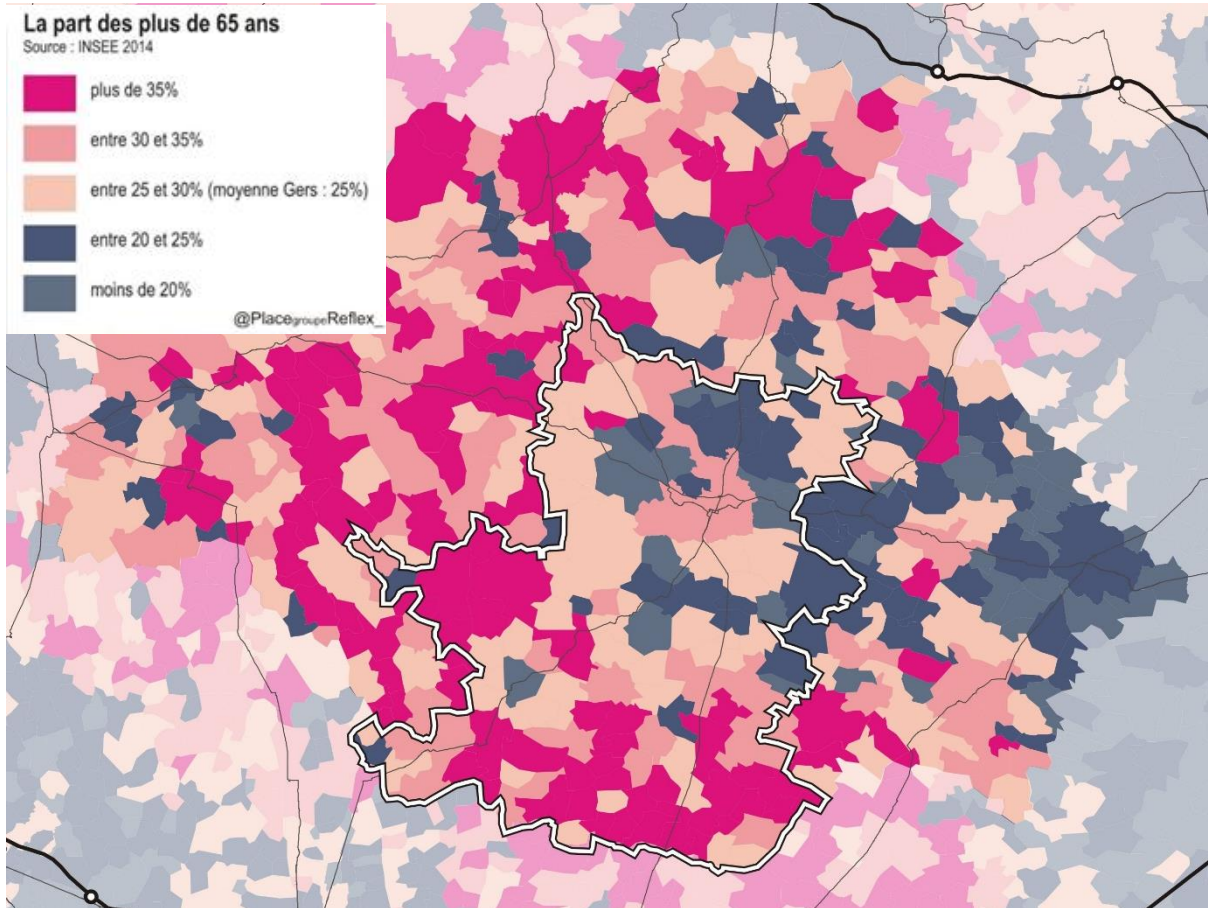 La part des plus de 65 ans
Source : INSEE 2014
plus de 35%
entre 30 et 35%
entre 25 et 30% (moyenne Gers : 25%)
entre 20 et 25%
moins de 20%
@PlacegroupeReflex_